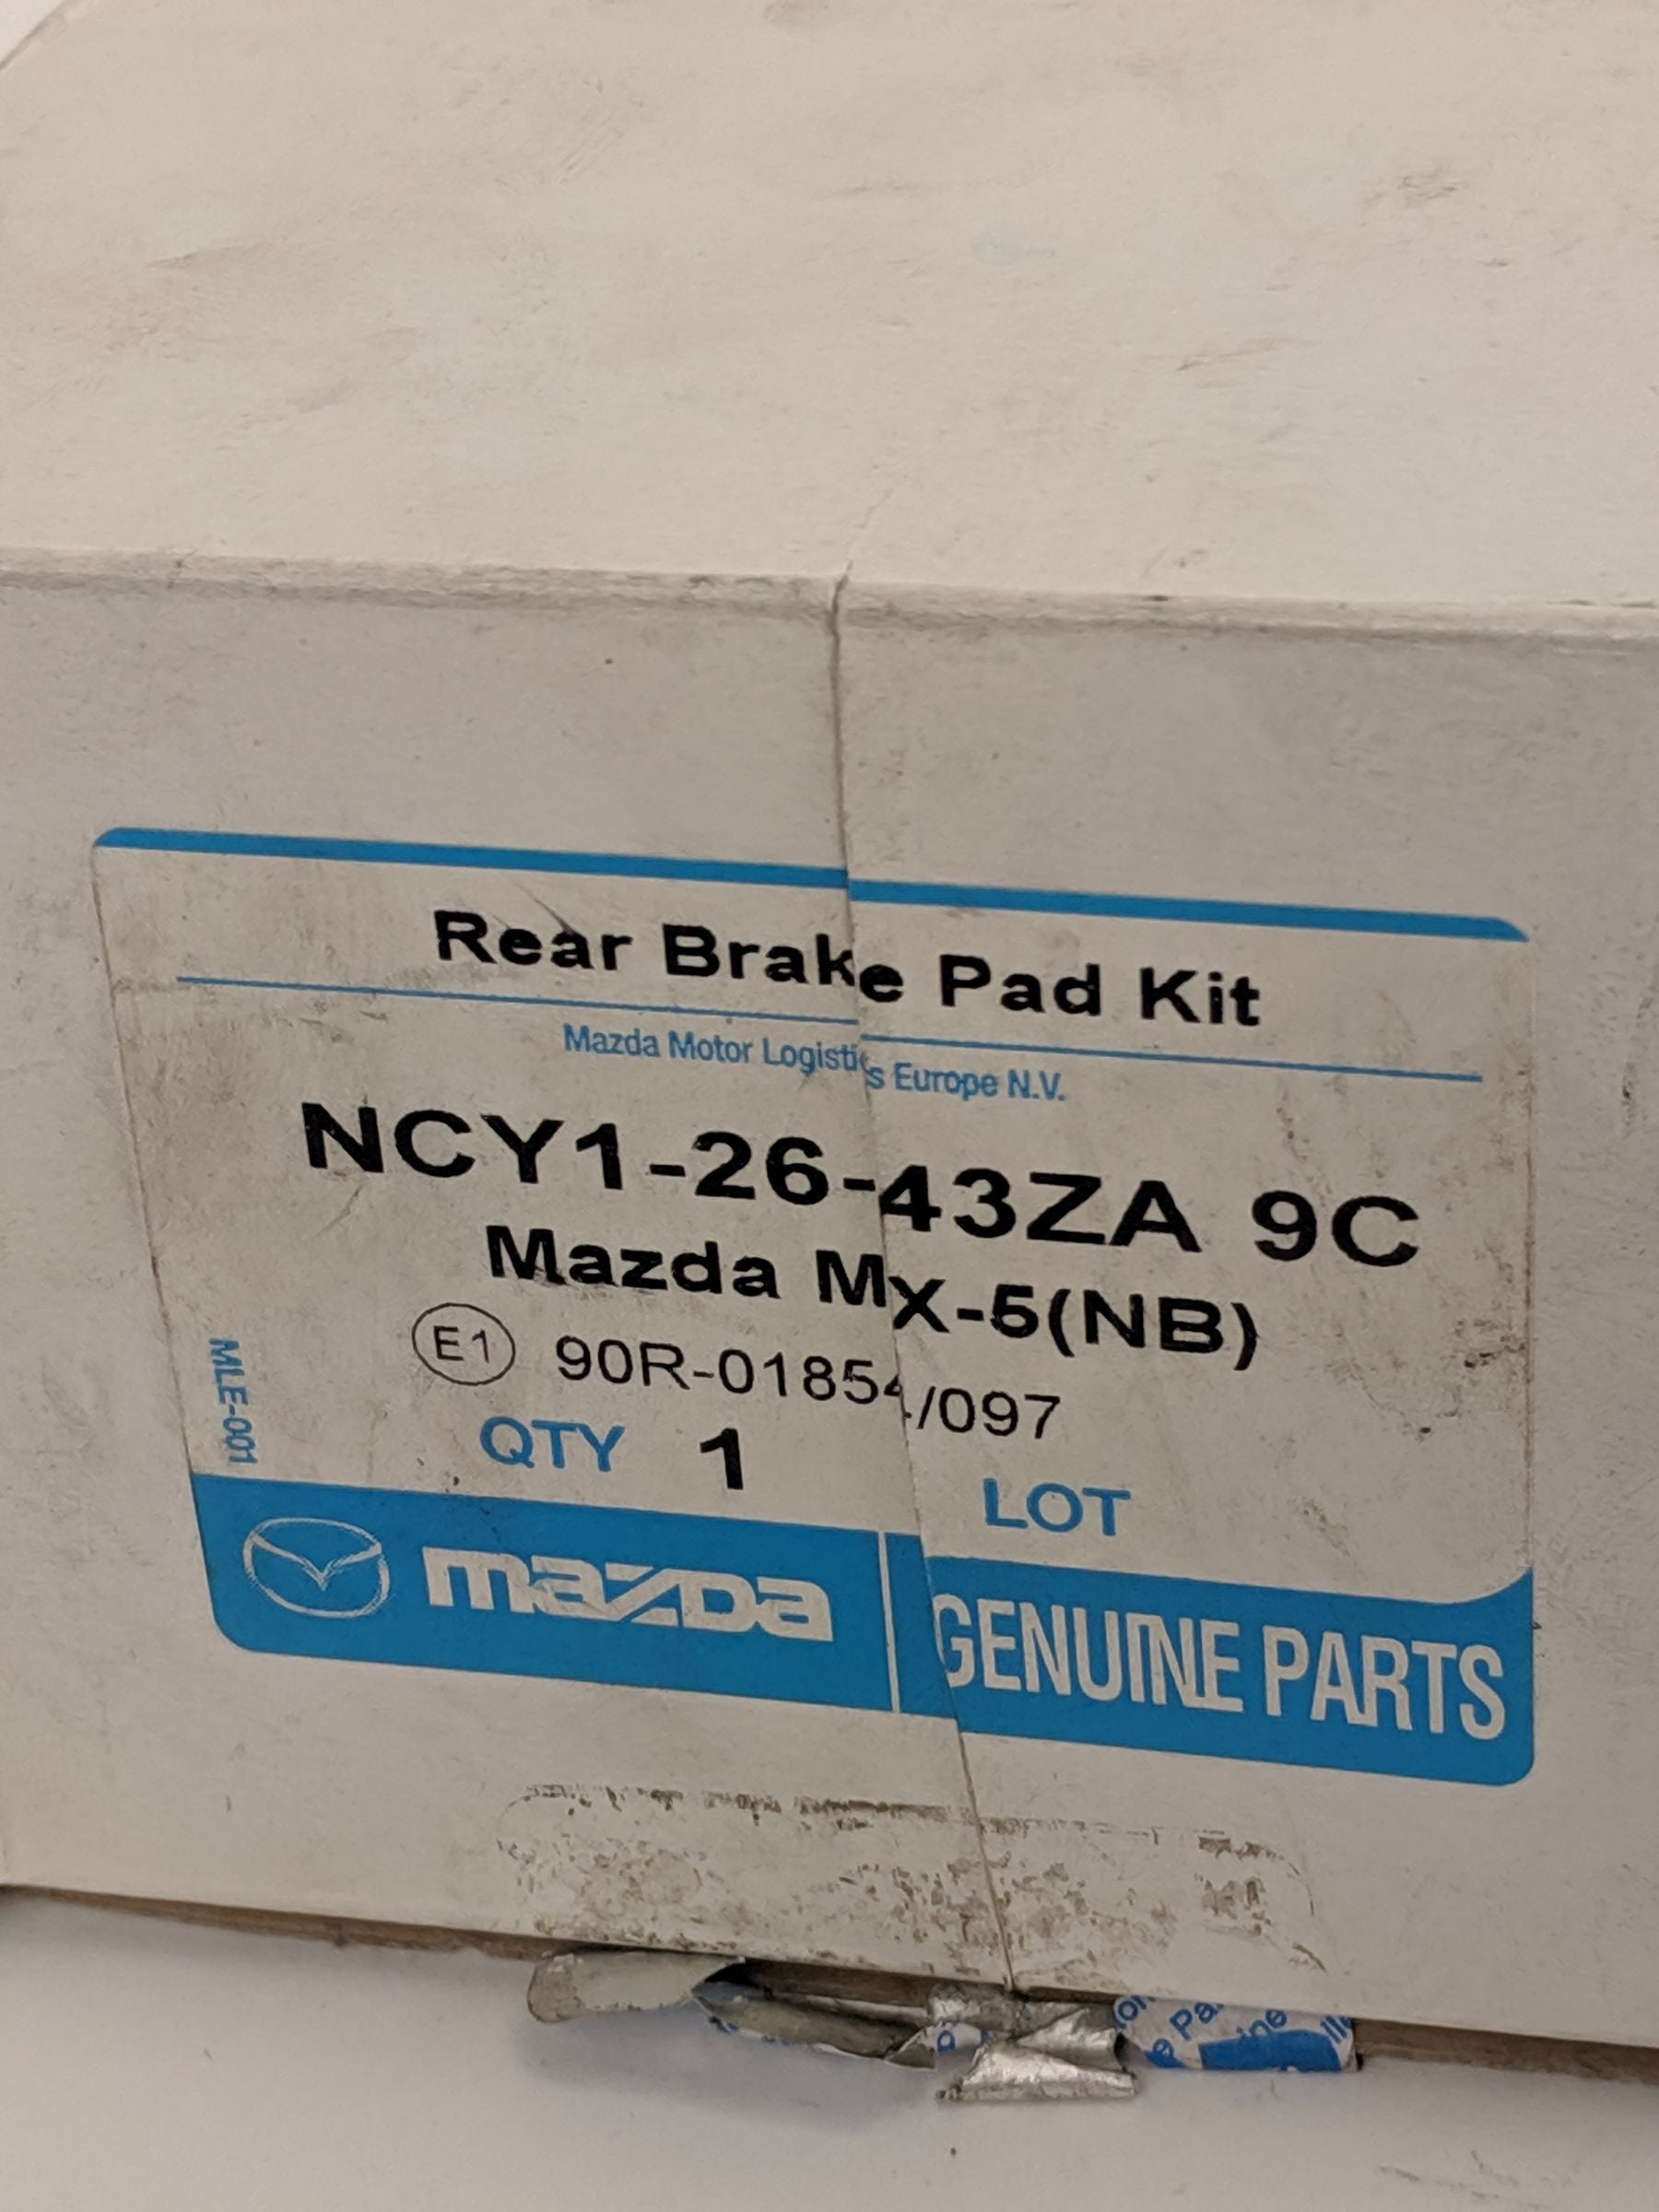 Rear Brake Pad Kit
Mazda Motor Logistics Europe N.V.
NCY1-26-43ZA 9C
Mazda MX-5(NB)
E1 90R-01854/097
QTY 1
LOT
MLE-001
mazda GENUINE PARTS